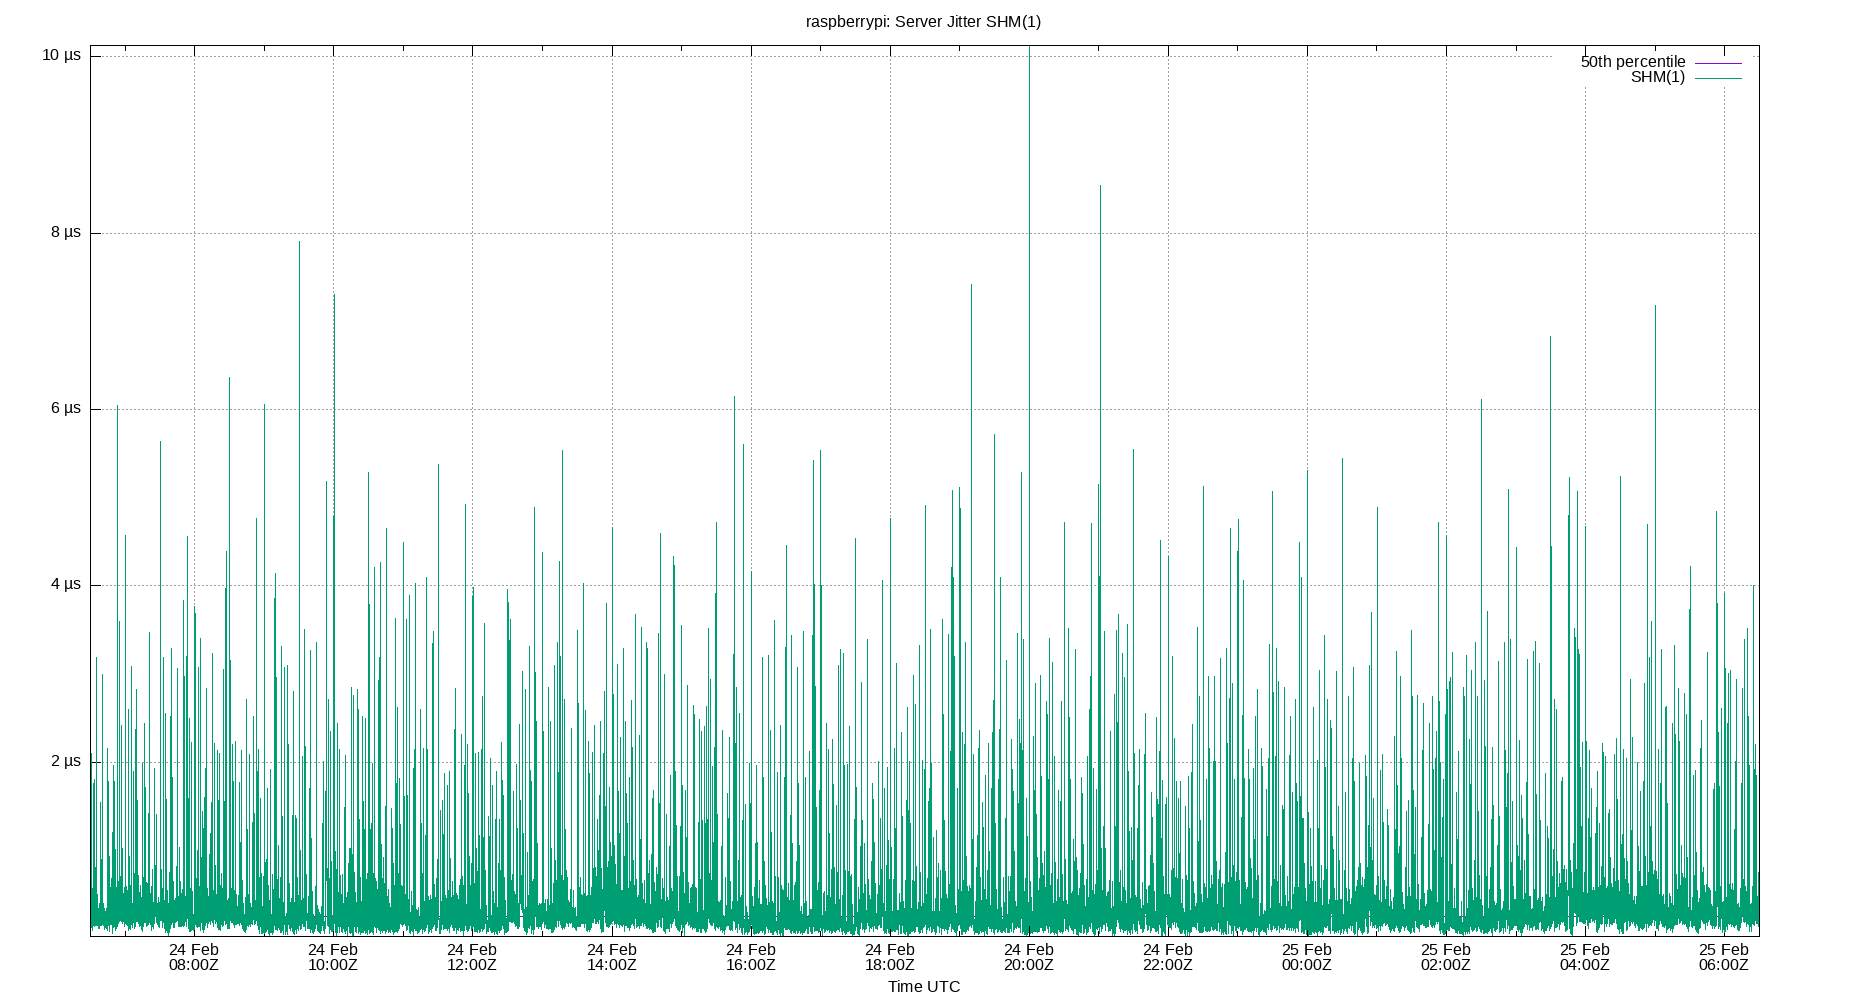 raspberrypi: Server Jitter SHM(1)
10 µs
8 µs
6 µs
4 µs
2 µs
50th percentile
SHM(1)
24 Feb
08:00Z
24 Feb
10:00Z
24 Feb
12:00Z
24 Feb
14:00Z
24 Feb
16:00Z
24 Feb
18:00Z
24 Feb
20:00Z
24 Feb
22:00Z
25 Feb
00:00Z
25 Feb
02:00Z
25 Feb
04:00Z
25 Feb
06:00Z
Time UTC